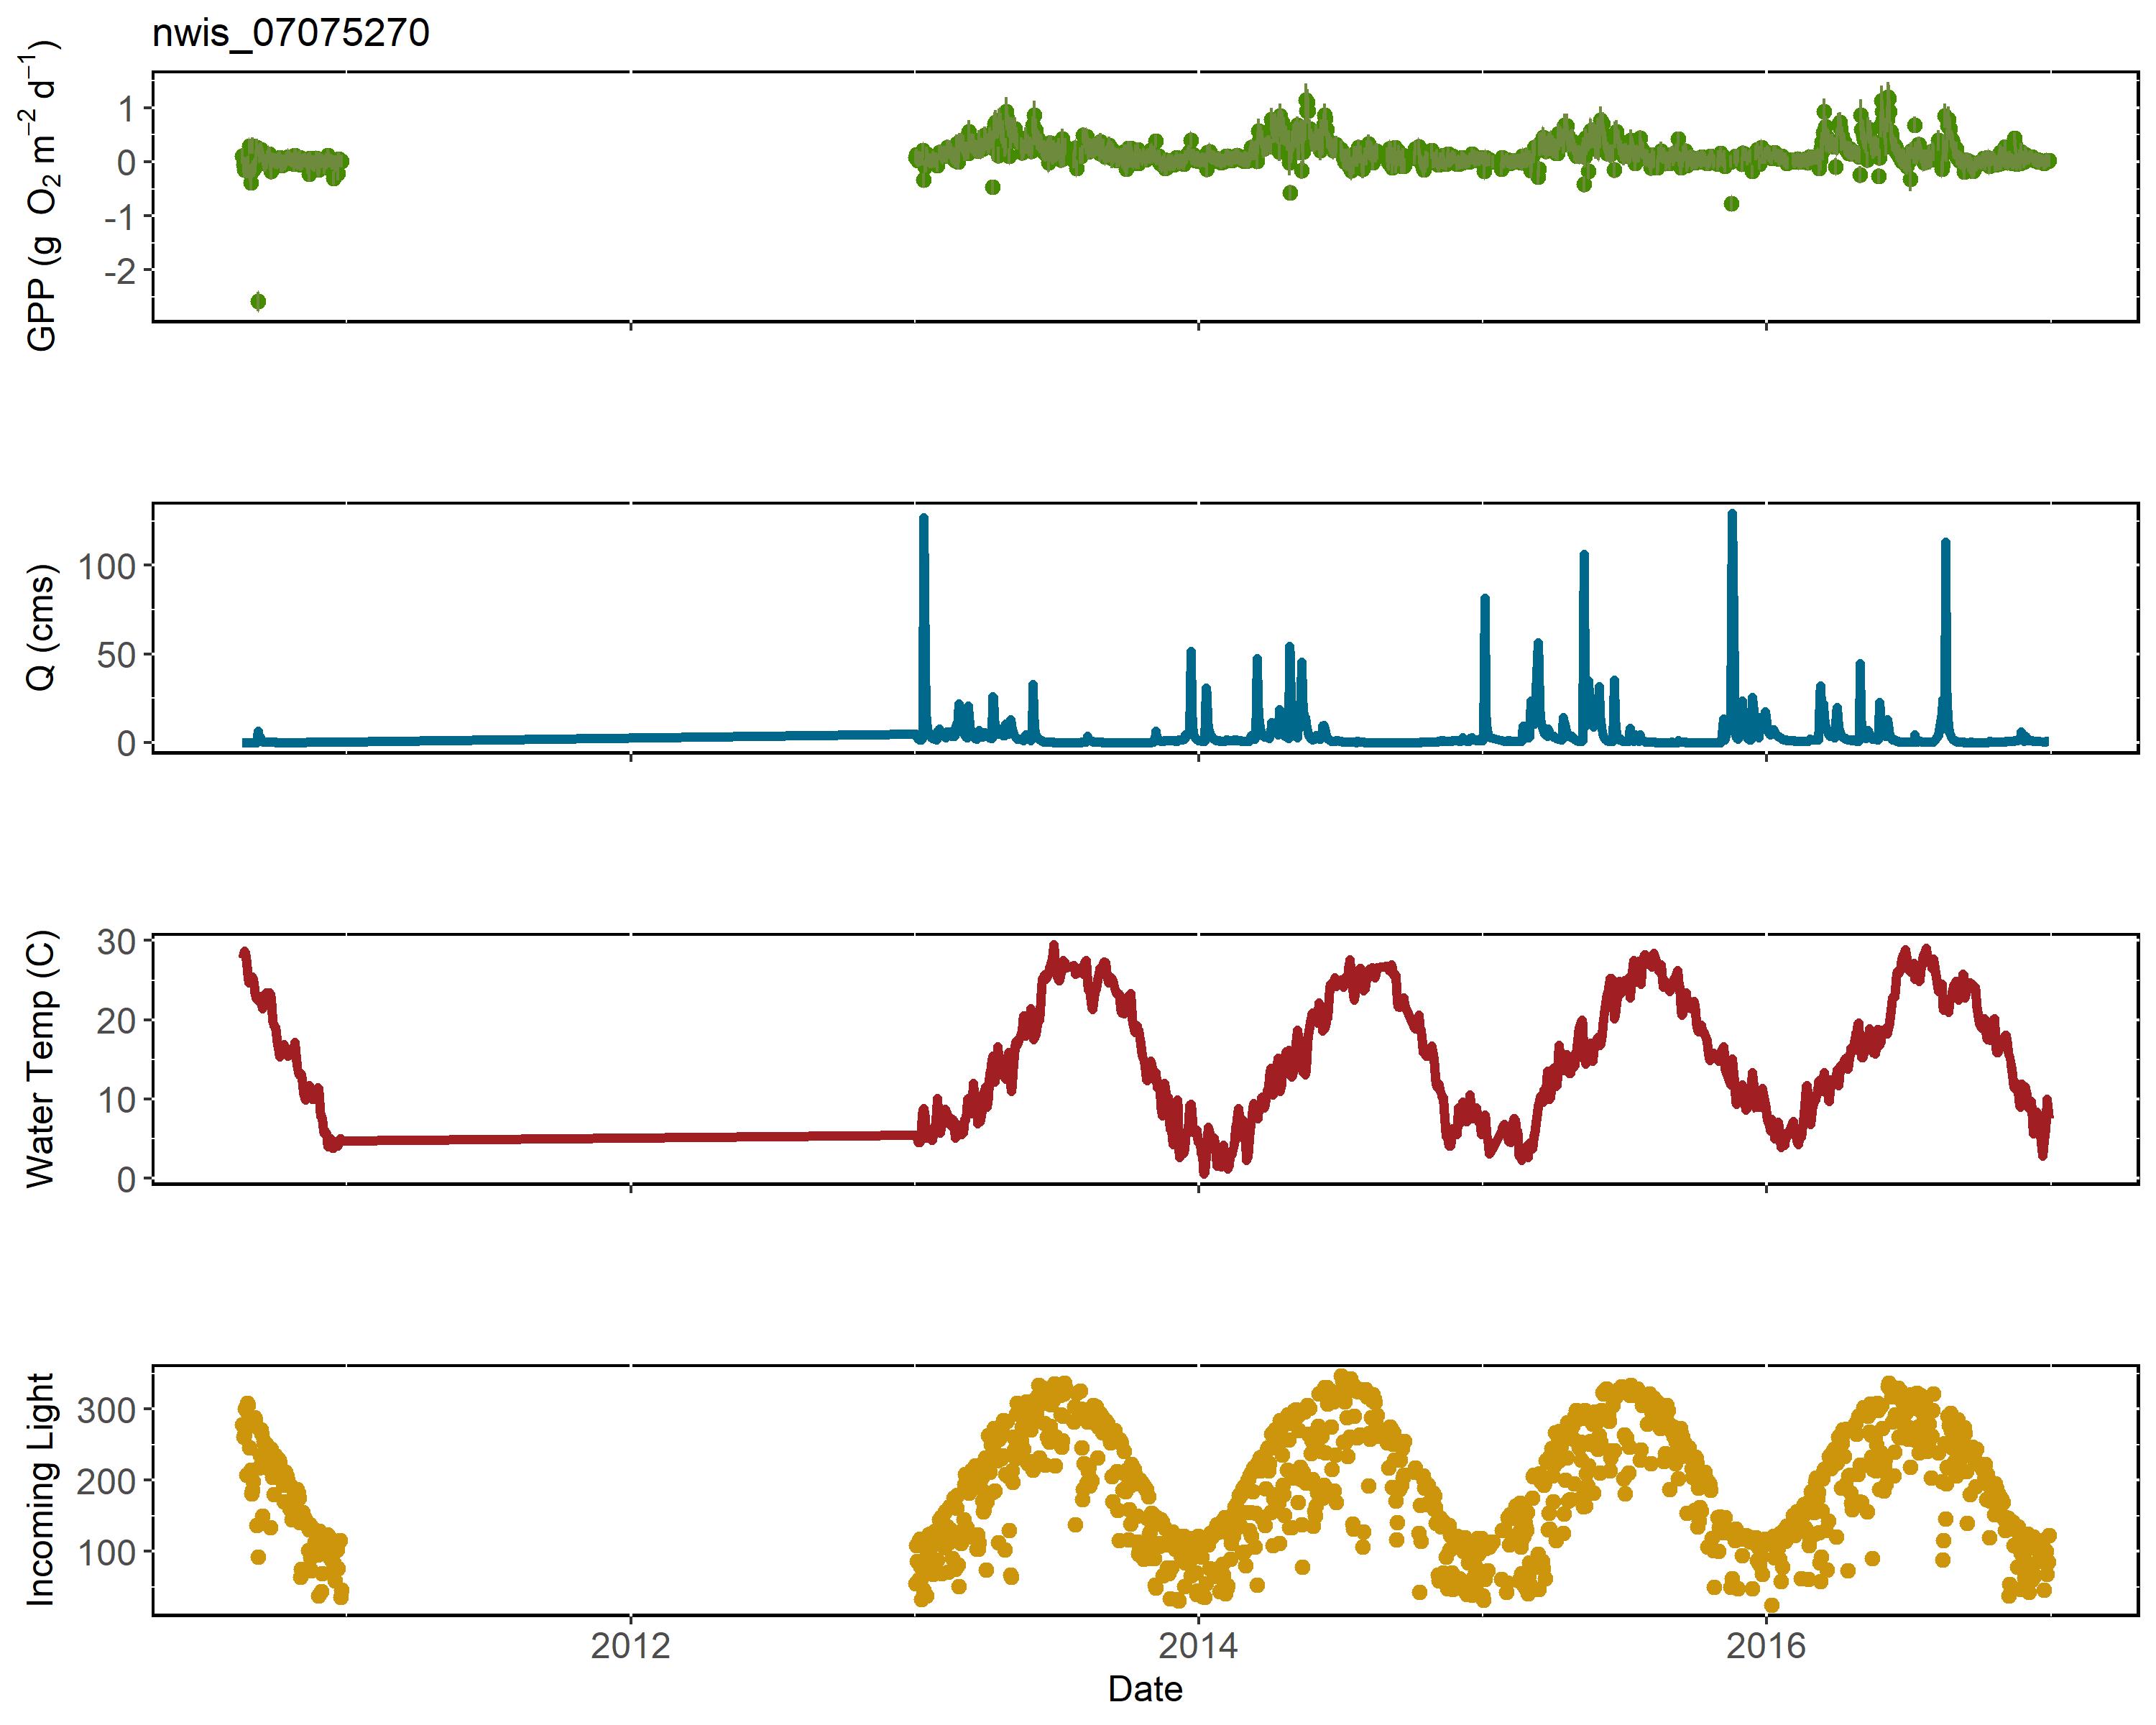 nwis_07075270
GPP (g O₂ m⁻² d⁻¹)
1
0
-1
-2
Q (cms)
100
50
0
Water Temp (C)
30
20
10
0
Incoming Light
300
200
100
2012 2014 2016
Date